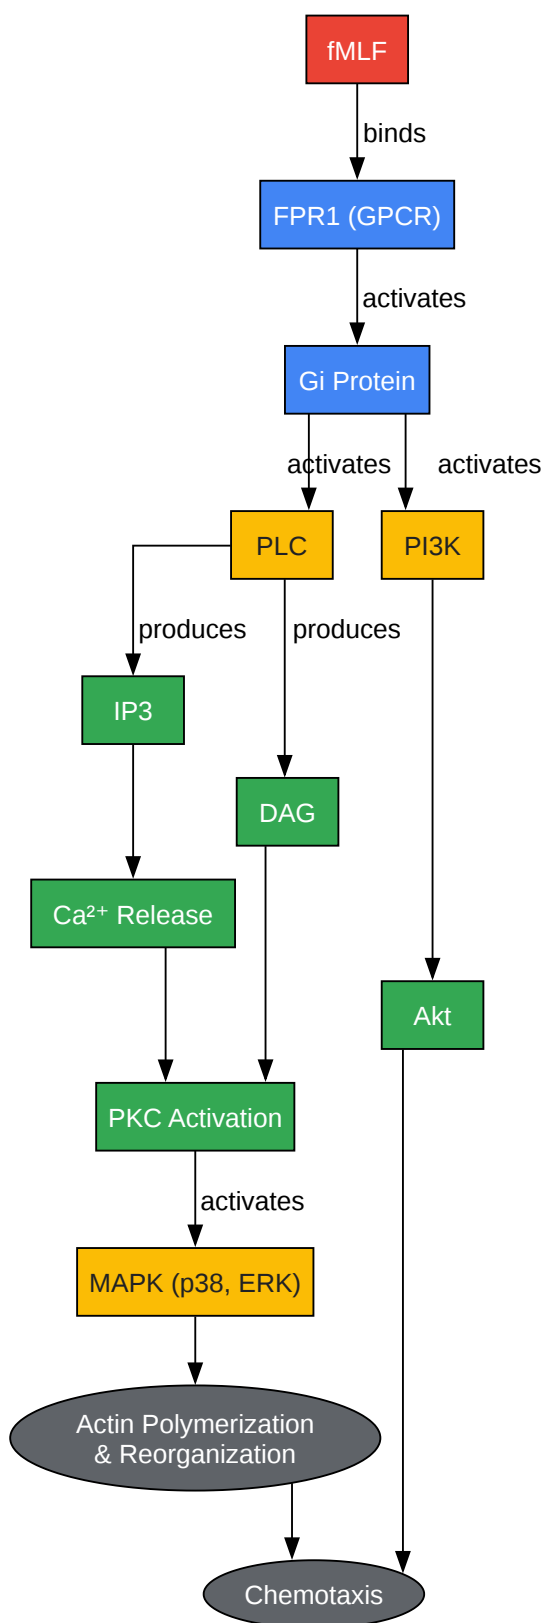 fMLF
binds
FPR1 (GPCR)
activates
Gi Protein
activates
activates
PLC
PI3K
produces
produces
IP3
DAG
Ca²⁺ Release
Akt
PKC Activation
activates
MAPK (p38, ERK)
Actin Polymerization
& Reorganization
Chemotaxis